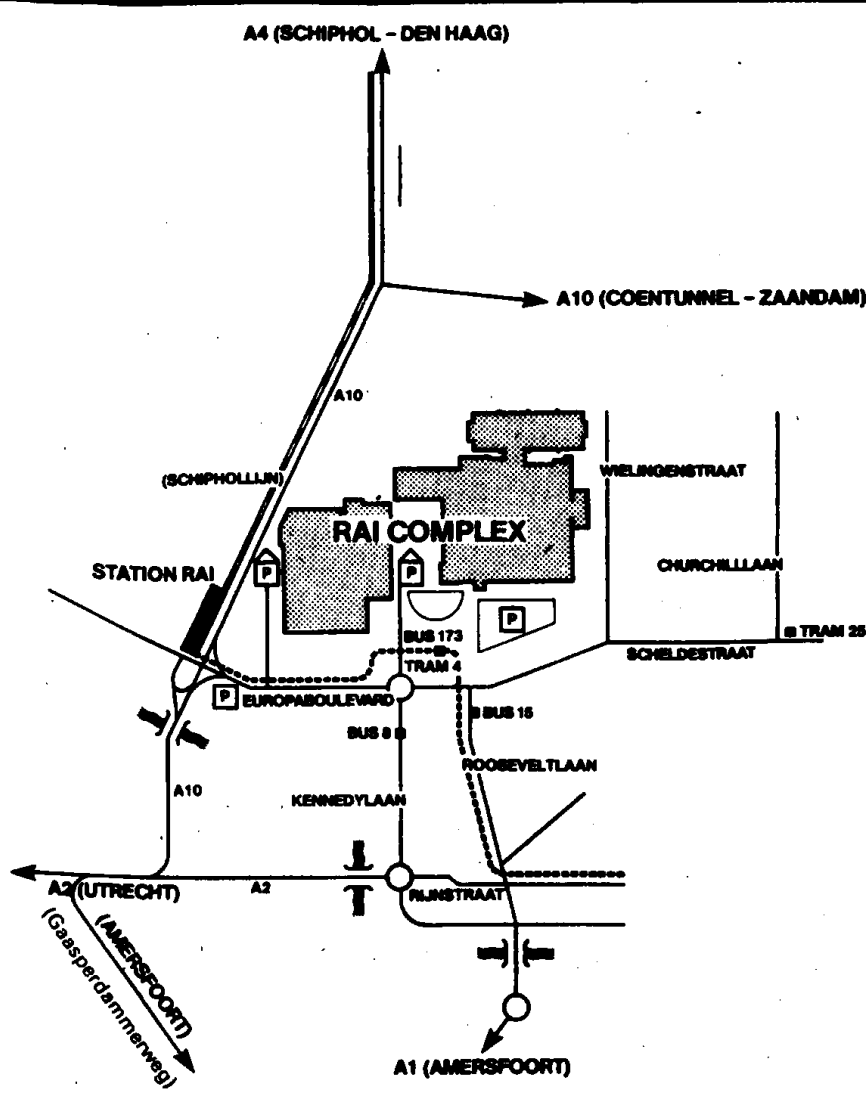 A4 (SCHIPHOL - DEN HAAG)
A10 (COENTUNNEL - ZAANDAM)
A10
(SCHIPHOLLIJN)
WIELINGENSTRAAT
RAI COMPLEX
STATION RAI
P
P
CHURCHILLLAAN
P
BUS 173
TRAM 25
TRAM 4
SCHELDESTRAAT
P
EUROPABOULEVARD
BUS 15
BUS 8
ROOSEVELTLAAN
A10
KENNEDYLAAN
A2 (UTRECHT)
A2
RIJNSTRAAT
(AMERSFOORT)
(Gaasperdammerweg)
A1 (AMERSFOORT)